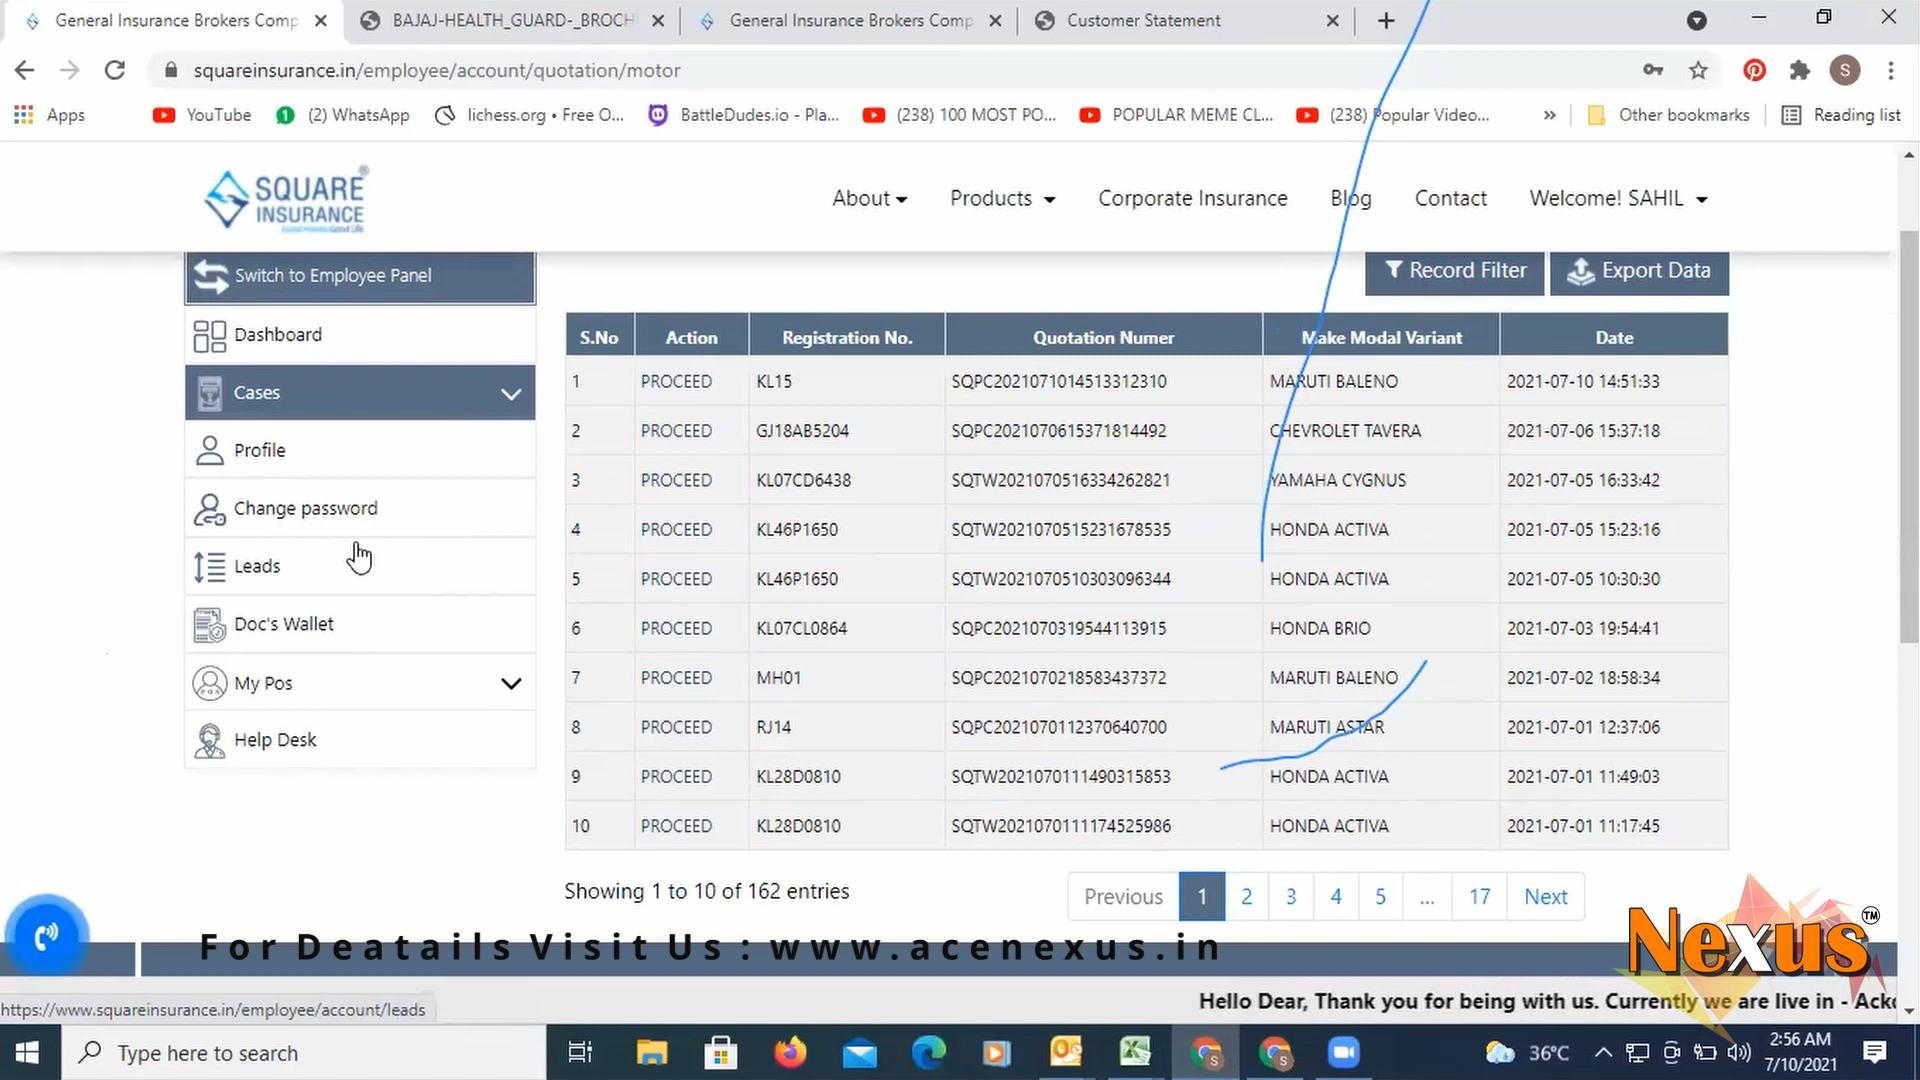 General Insurance Brokers Comp
BAJAJ-HEALTH_GUARD-_BROCH
General Insurance Brokers Comp
Customer Statement
squareinsurance.in/employee/account/quotation/motor
S
Apps
YouTube
(2) WhatsApp
lichess.org • Free O...
BattleDudes.io - Pla...
(238) 100 MOST PO...
POPULAR MEME CL...
(238) Popular Video...
»
Other bookmarks
Reading list
SQUARE®
INSURANCE
About
Products
Corporate Insurance
Blog
Contact
Welcome! SAHIL
Switch to Employee Panel
Dashboard
Cases
Profile
Change password
Leads
Doc's Wallet
My Pos
Help Desk
Record Filter
Export Data
S.No Action Registration No. Quotation Numer Make Modal Variant Date
1 PROCEED KL15 SQPC2021071014513312310 MARUTI BALENO 2021-07-10 14:51:33
2 PROCEED GJ18AB5204 SQPC2021070615371814492 CHEVROLET TAVERA 2021-07-06 15:37:18
3 PROCEED KL07CD6438 SQTW2021070516334262821 YAMAHA CYGNUS 2021-07-05 16:33:42
4 PROCEED KL46P1650 SQTW2021070515231678535 HONDA ACTIVA 2021-07-05 15:23:16
5 PROCEED KL46P1650 SQTW2021070510303096344 HONDA ACTIVA 2021-07-05 10:30:30
6 PROCEED KL07CL0864 SQPC2021070319544113915 HONDA BRIO 2021-07-03 19:54:41
7 PROCEED MH01 SQPC2021070218583437372 MARUTI BALENO 2021-07-02 18:58:34
8 PROCEED RJ14 SQPC2021070112370640700 MARUTI ASTAR 2021-07-01 12:37:06
9 PROCEED KL28D0810 SQTW2021070111490315853 HONDA ACTIVA 2021-07-01 11:49:03
10 PROCEED KL28D0810 SQTW2021070111174525986 HONDA ACTIVA 2021-07-01 11:17:45
Showing 1 to 10 of 162 entries
Previous 1 2 3 4 5 ... 17 Next
For Deatails Visit Us : www.acenexus.in
Nexus™
https://www.squareinsurance.in/employee/account/leads
Hello Dear, Thank you for being with us. Currently we are live in - Acko
Type here to search
36°C
2:56 AM
7/10/2021